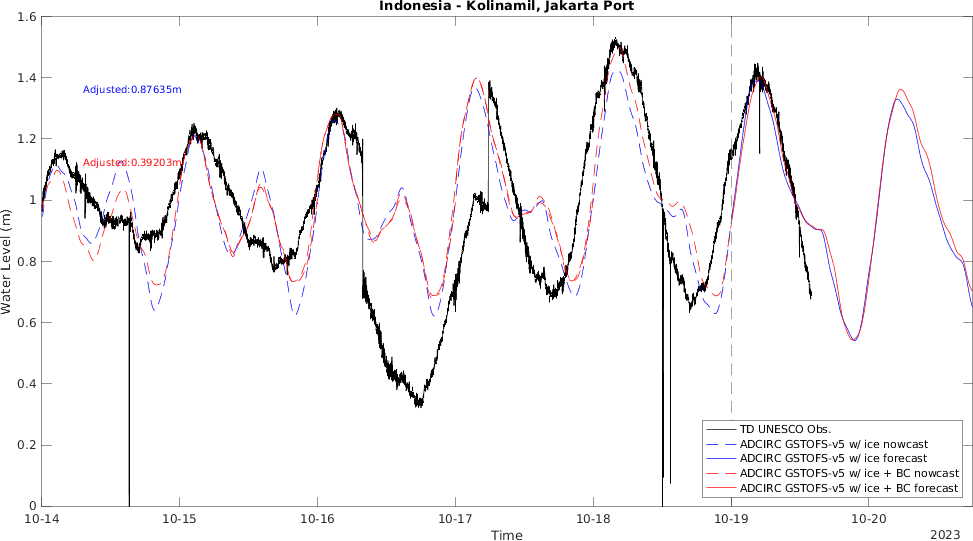 Indonesia - Kolinamil, Jakarta Port
1.6
1.4
1.2
1
0.8
0.6
0.4
0.2
0
Water Level (m)
Adjusted:0.87635m
Adjusted:0.39203m
TD UNESCO Obs.
ADCIRC GSTOFS-v5 w/ ice nowcast
ADCIRC GSTOFS-v5 w/ ice forecast
ADCIRC GSTOFS-v5 w/ ice + BC nowcast
ADCIRC GSTOFS-v5 w/ ice + BC forecast
10-14 10-15 10-16 10-17 10-18 10-19 10-20
Time
2023